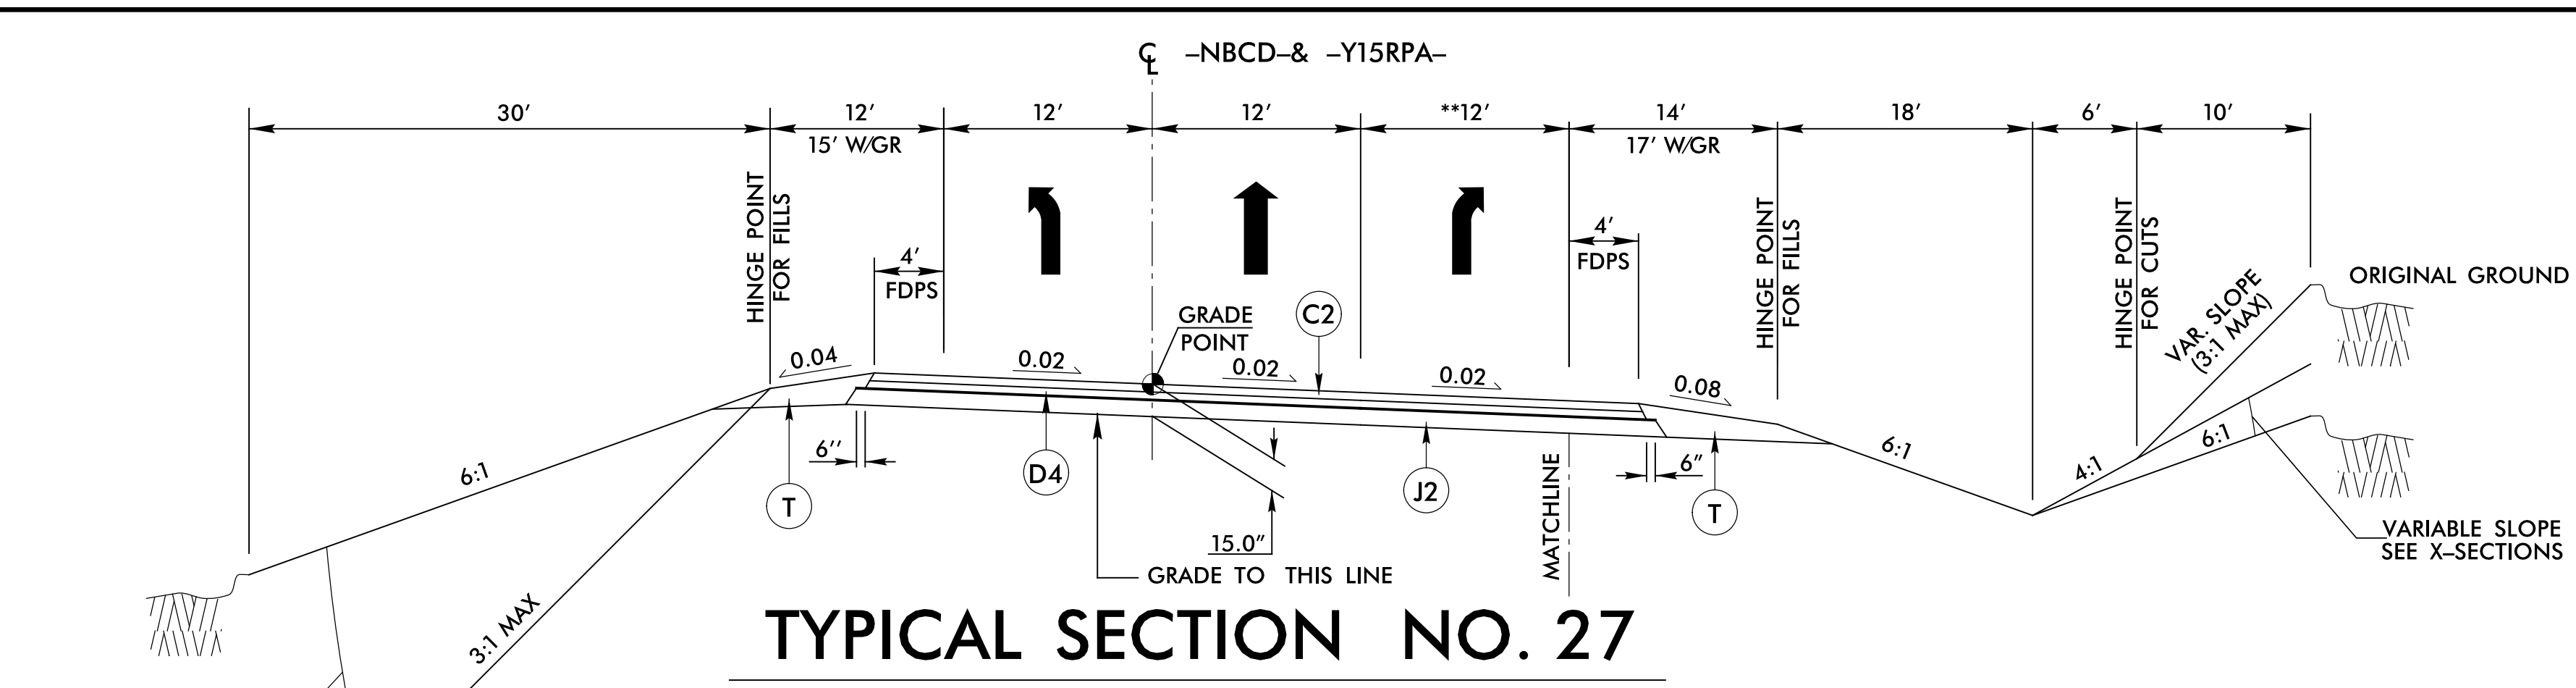 ℄ –NBCD–& –Y15RPA–
30'
12'
12'
12'
**12'
14'
18'
6'
10'
15' W/GR
17' W/GR
HINGE POINT
FOR FILLS
4'
FDPS
4'
FDPS
HINGE POINT
FOR FILLS
HINGE POINT
FOR CUTS
ORIGINAL GROUND
VAR. SLOPE
(3:1 MAX)
GRADE
POINT
C2
0.04
0.02
0.02
0.02
0.08
6:1
6''
D4
T
J2
6"
T
6:1
4:1
6:1
MATCHLINE
15.0"
GRADE TO THIS LINE
VARIABLE SLOPE
SEE X–SECTIONS
3:1 MAX
TYPICAL SECTION NO. 27